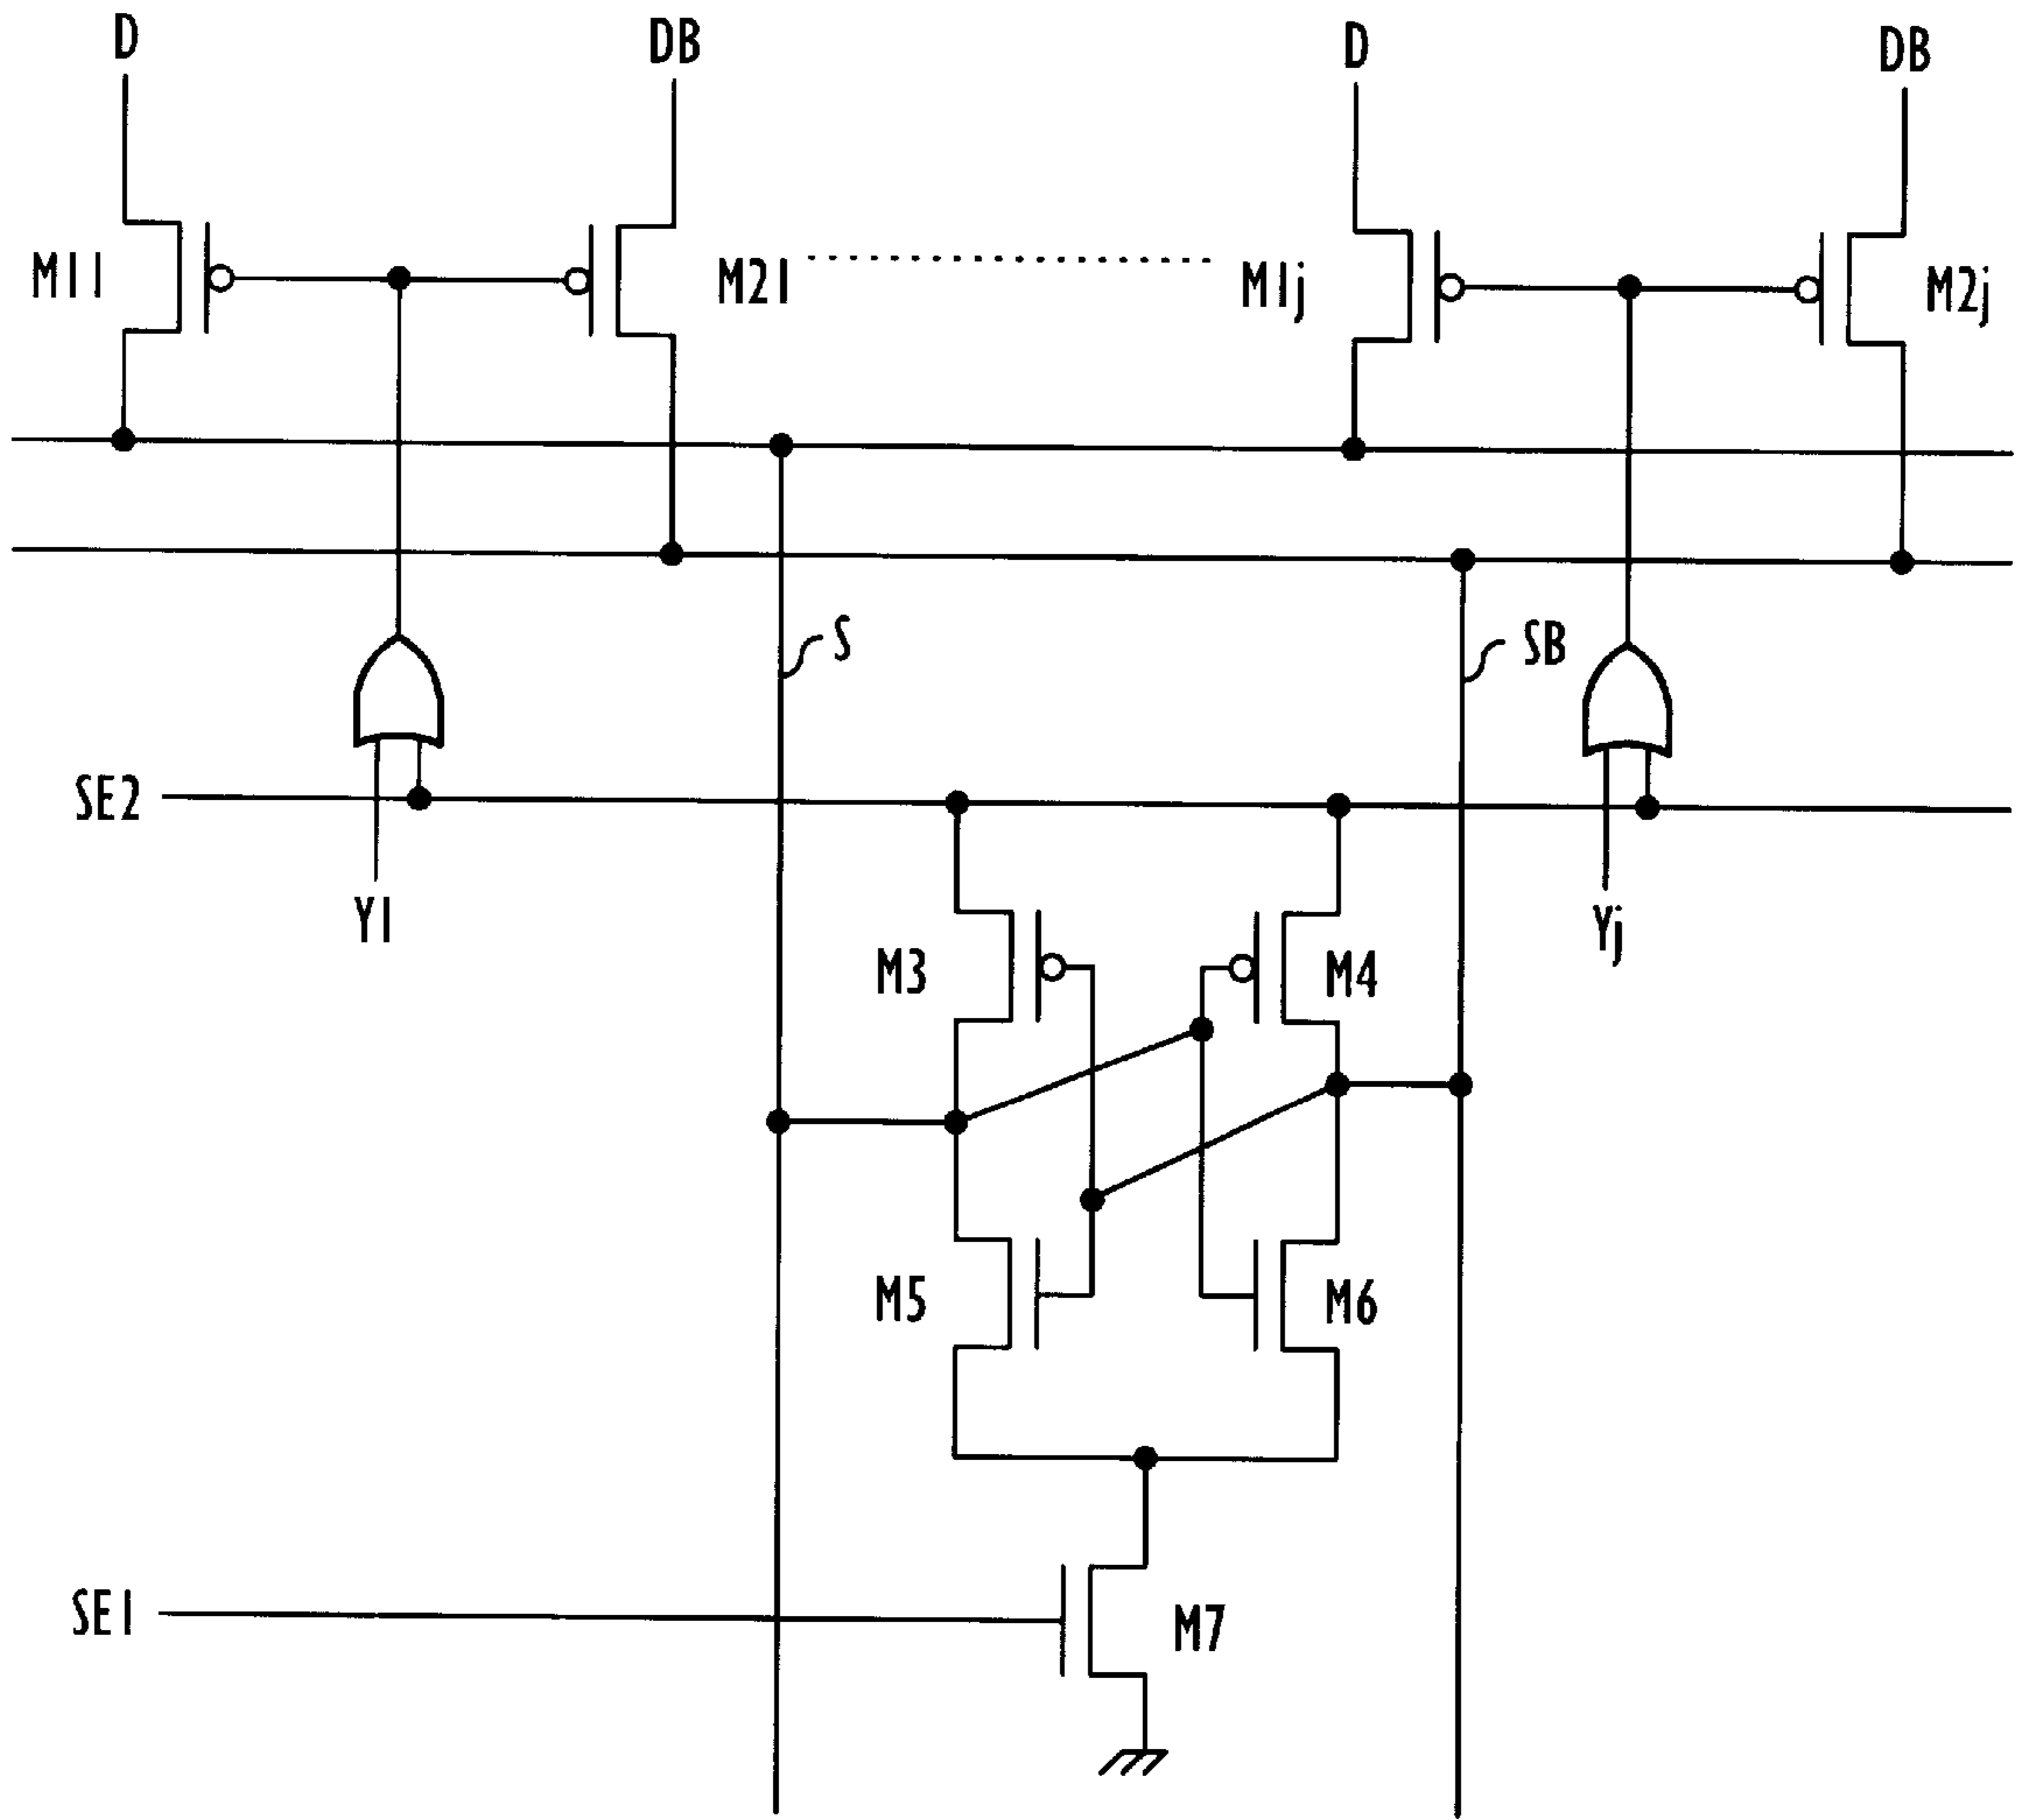 D DB D DB
M11 M21 M1j M2j
S SB
SE2
Y1 Yj
M3 M4
M5 M6
SE1 M7